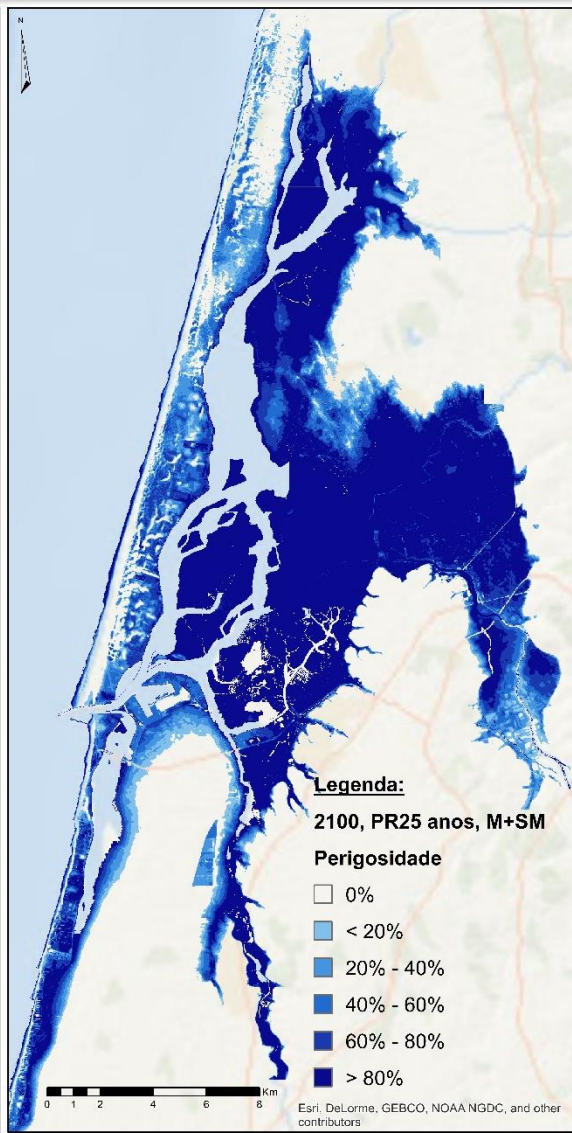 N
Legenda:
2100, PR25 anos, M+SM
Perigosidade
0%
< 20%
20% - 40%
40% - 60%
60% - 80%
> 80%
Km
0 1 2 4 6 8
Esri, DeLorme, GEBCO, NOAA NGDC, and other
contributors